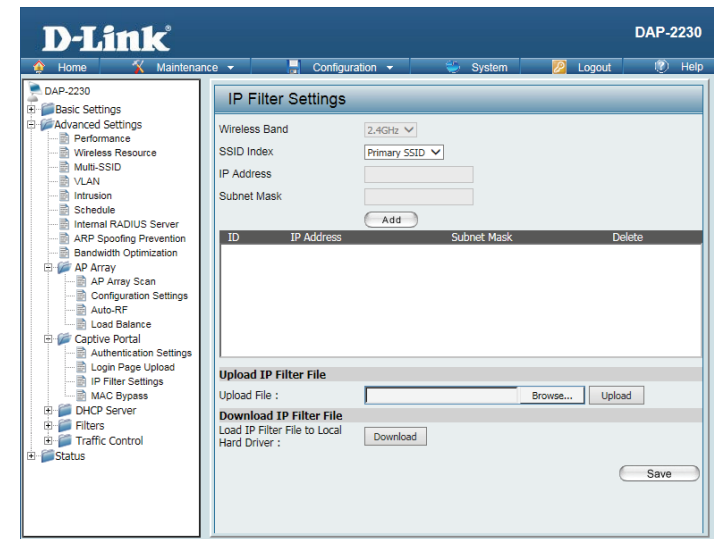 D-Link®
DAP-2230
Home Maintenance Configuration System Logout Help
DAP-2230
Basic Settings
Advanced Settings
Performance
Wireless Resource
Multi-SSID
VLAN
Intrusion
Schedule
Internal RADIUS Server
ARP Spoofing Prevention
Bandwidth Optimization
AP Array
AP Array Scan
Configuration Settings
Auto-RF
Load Balance
Captive Portal
Authentication Settings
Login Page Upload
IP Filter Settings
MAC Bypass
DHCP Server
Filters
Traffic Control
Status
IP Filter Settings
Wireless Band 2.4GHz
SSID Index Primary SSID
IP Address
Subnet Mask
Add
ID IP Address Subnet Mask Delete
Upload IP Filter File
Upload File : Browse... Upload
Download IP Filter File
Load IP Filter File to Local
Hard Driver : Download
Save